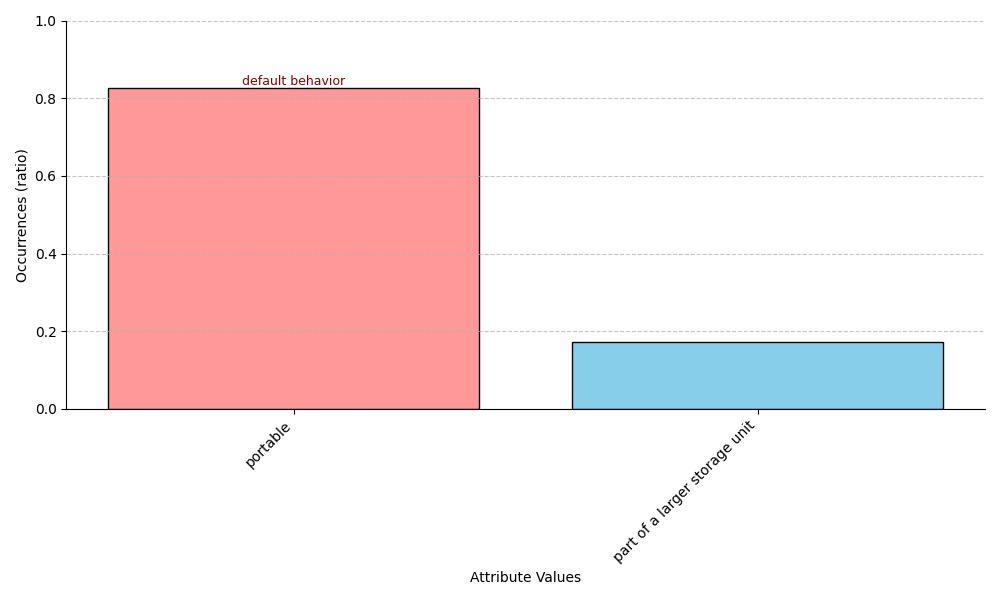 1.0
default behavior
0.8
0.6
0.4
0.2
0.0
Occurrences (ratio)
portable
part of a larger storage unit
Attribute Values